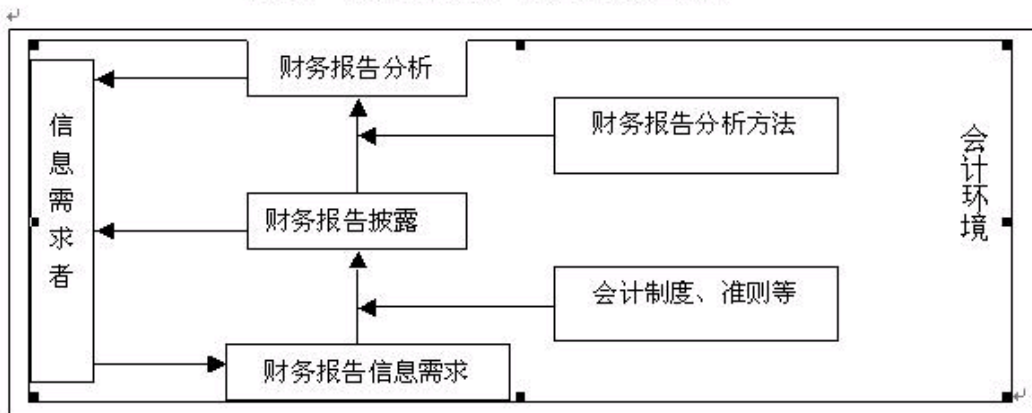 财务报告分析
财务报告分析方法
信息需求者
会计环境
财务报告披露
会计制度、准则等
财务报告信息需求